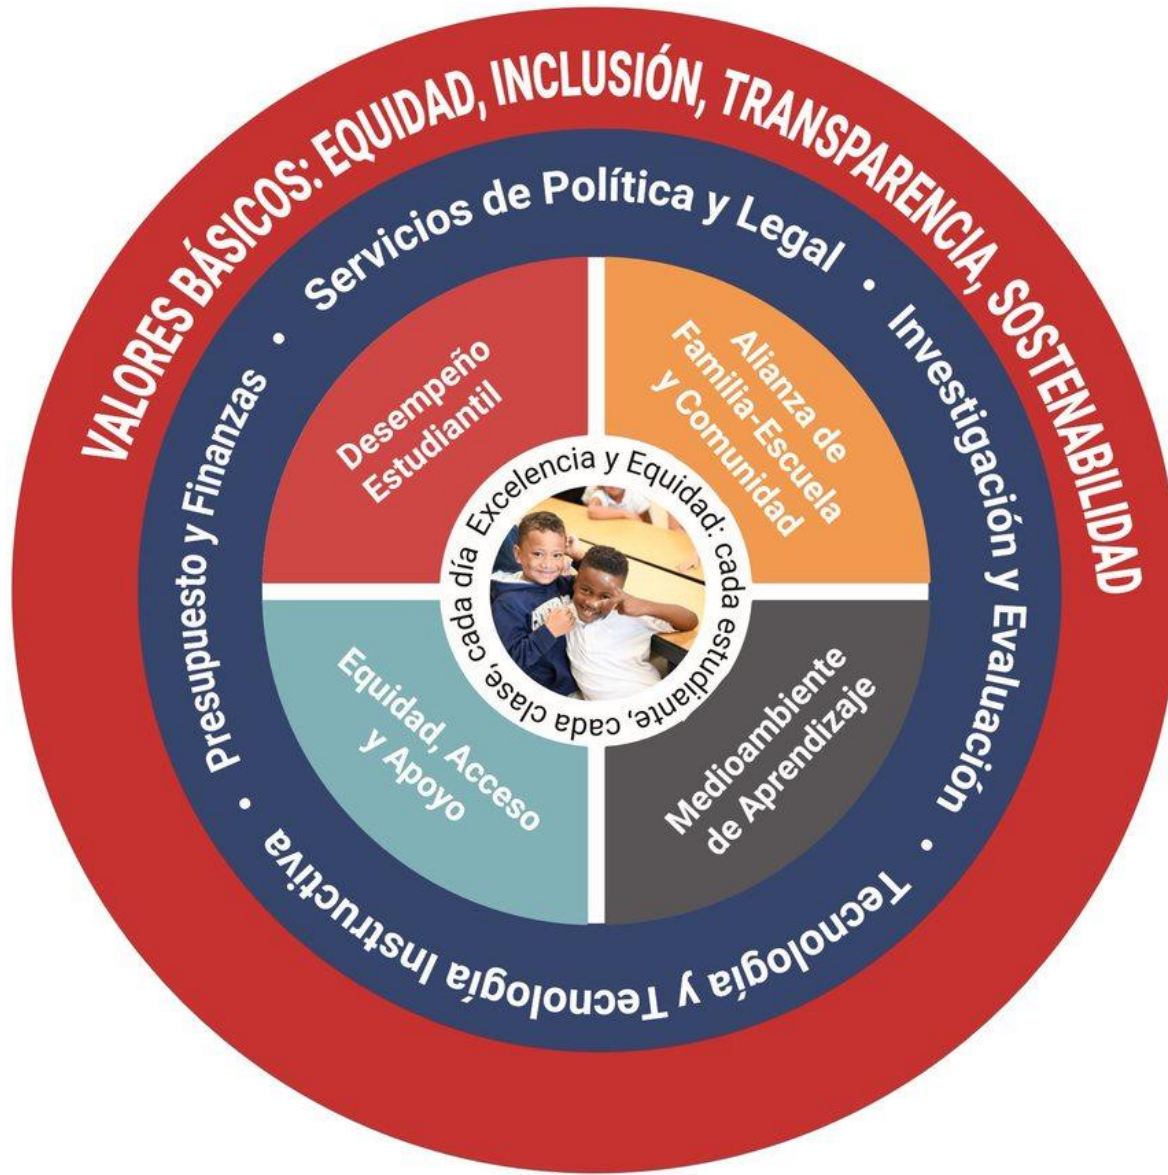 VALORES BÁSICOS: EQUIDAD, INCLUSIÓN, TRANSPARENCIA, SOSTENABILIDAD
Servicios de Política y Legal
• Investigación y Evaluación
• Tecnología y Tecnología Instructiva
• Presupuesto y Finanzas •
Desempeño
Estudiantil
Alianza de
Familia-Escuela
y Comunidad
Equidad, Acceso
y Apoyo
Medioambiente
de Aprendizaje
Excelencia y Equidad: cada estudiante, cada clase, cada día